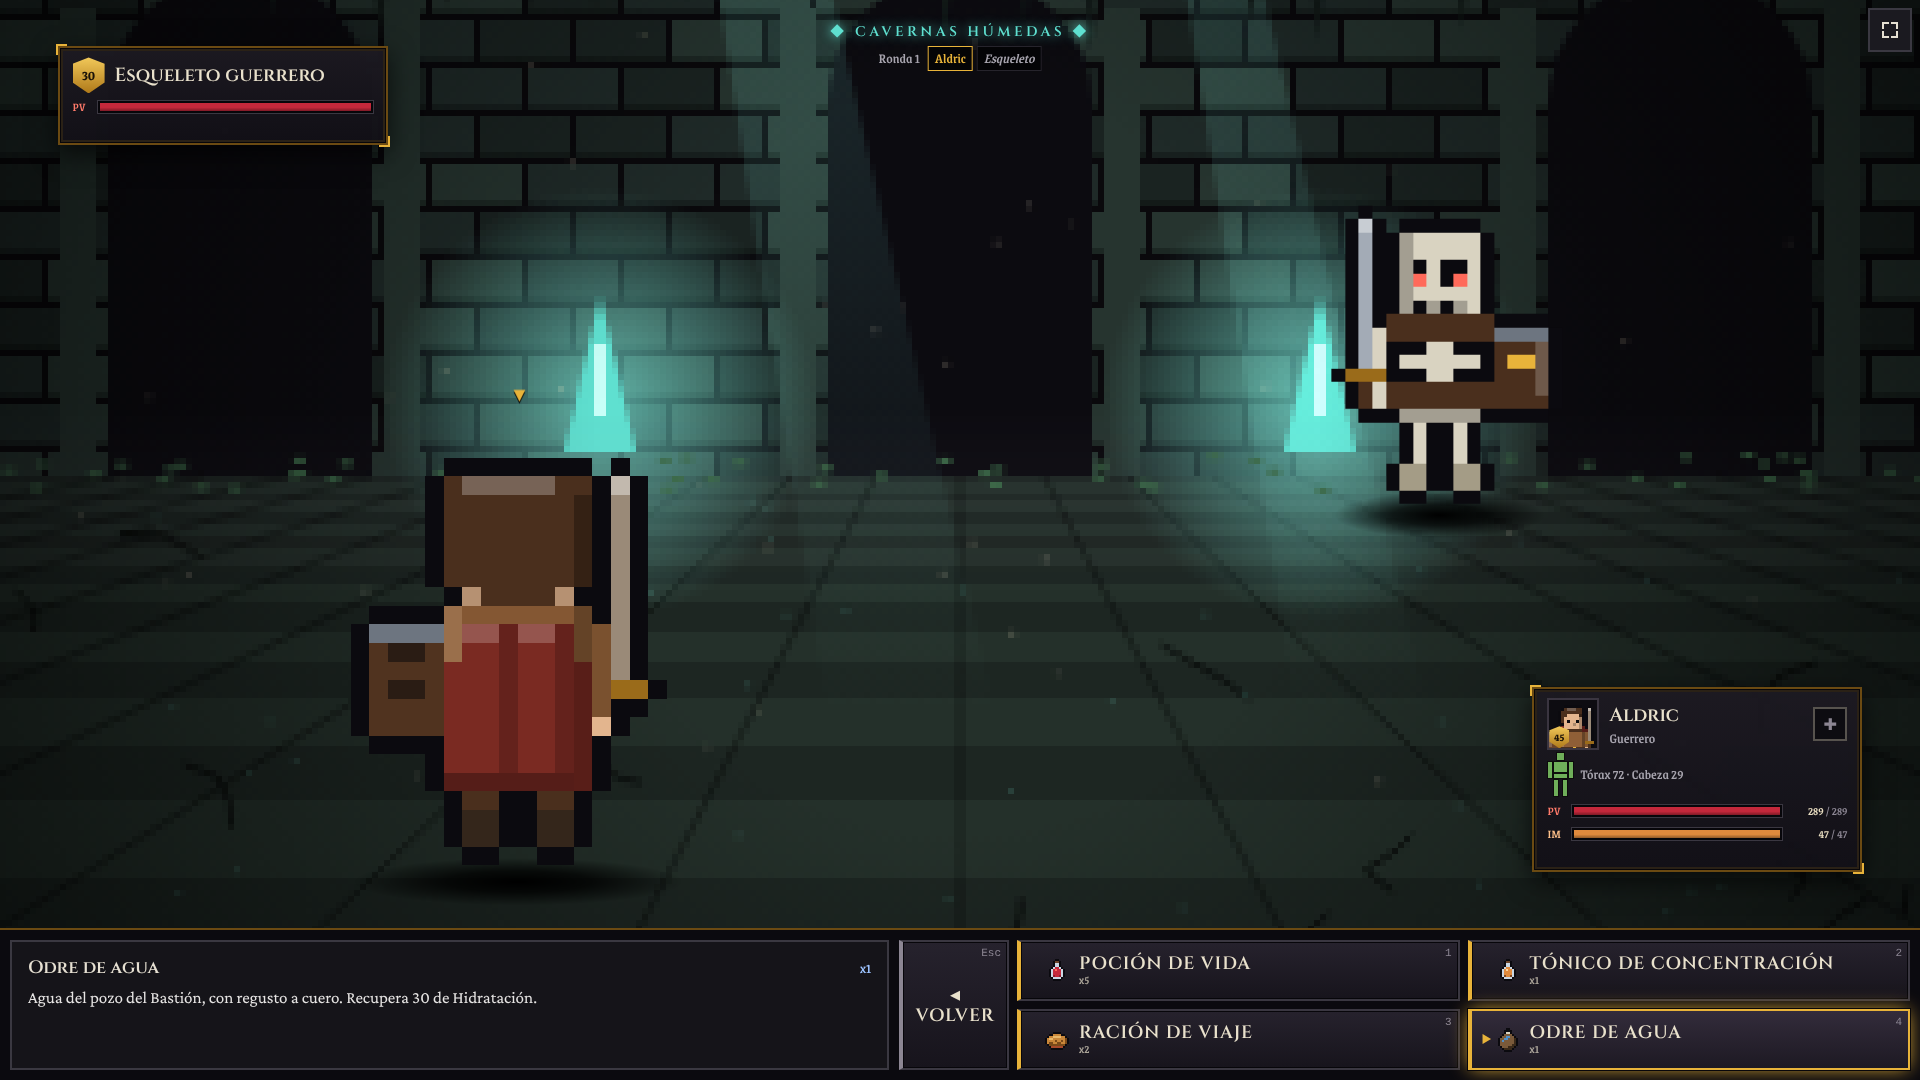 CAVERNAS HÚMEDAS
Ronda 1 Aldric Esqueleto
30 ESQUELETO GUERRERO
PV
ALDRIC
45 Guerrero
Tórax 72 · Cabeza 29
PV 289 / 289
IM 47 / 47
ODRE DE AGUA x1
Agua del pozo del Bastión, con regusto a cuero. Recupera 30 de Hidratación.
Esc
◄
VOLVER
POCIÓN DE VIDA 1
x5
TÓNICO DE CONCENTRACIÓN 2
x1
RACIÓN DE VIAJE 3
x2
ODRE DE AGUA 4
x1